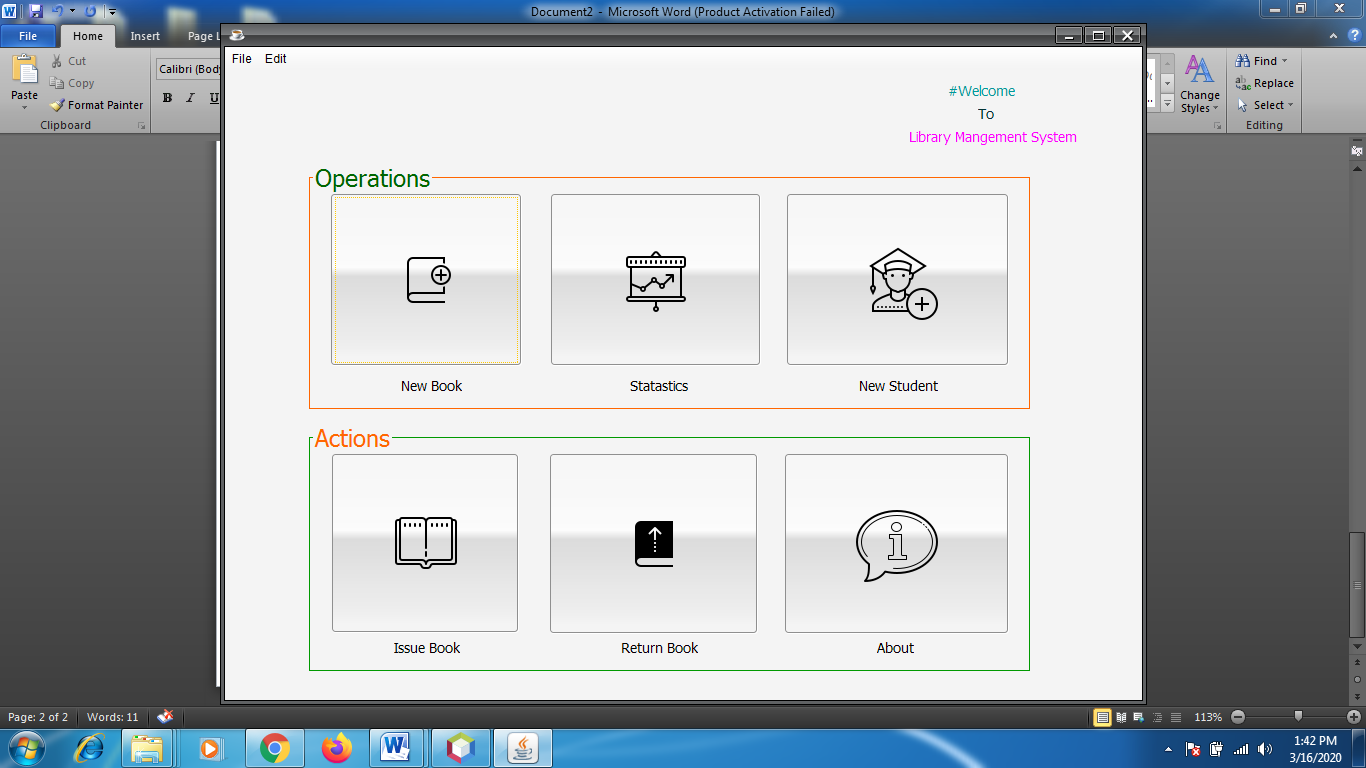 Document2 - Microsoft Word (Product Activation Failed)
File Home Insert Page L
File Edit
Cut
Copy
Format Painter
Paste
Clipboard
Calibri (Body
B I U
Change
Styles
Find
Replace
Select
Editing
#Welcome
To
Library Mangement System
Operations
New Book Statastics New Student
Actions
Issue Book Return Book About
Page: 2 of 2 Words: 11 113%
1:42 PM
3/16/2020